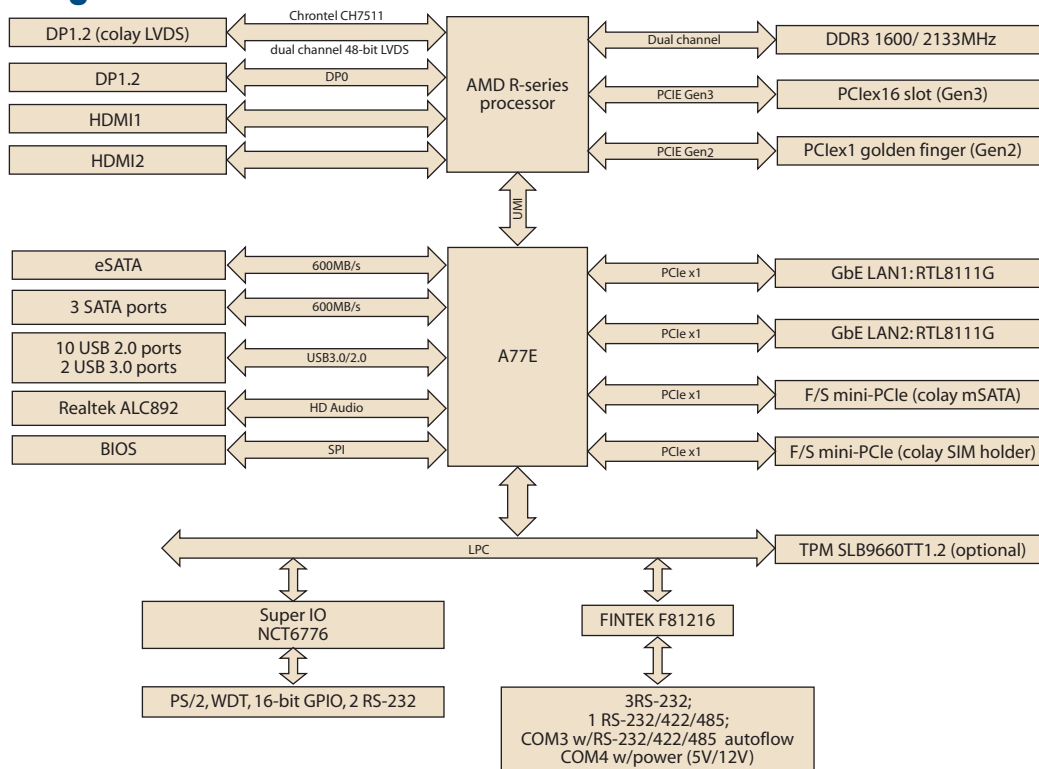 DP1.2 (colay LVDS)
Chrontel CH7511
dual channel 48-bit LVDS
DP1.2
DP0
HDMI1
HDMI2
AMD R-series
processor
Dual channel
DDR3 1600/ 2133MHz
PCIE Gen3
PCIex16 slot (Gen3)
PCIE Gen2
PCIex1 golden finger (Gen2)
UMI
eSATA
600MB/s
3 SATA ports
600MB/s
10 USB 2.0 ports
2 USB 3.0 ports
USB3.0/2.0
Realtek ALC892
HD Audio
BIOS
SPI
A77E
PCIe x1
GbE LAN1: RTL8111G
PCIe x1
GbE LAN2: RTL8111G
PCIe x1
F/S mini-PCIe (colay mSATA)
PCIe x1
F/S mini-PCIe (colay SIM holder)
LPC
TPM SLB9660TT1.2 (optional)
Super IO
NCT6776
PS/2, WDT, 16-bit GPIO, 2 RS-232
FINTEK F81216
3RS-232;
1 RS-232/422/485;
COM3 w/RS-232/422/485 autoflow
COM4 w/power (5V/12V)